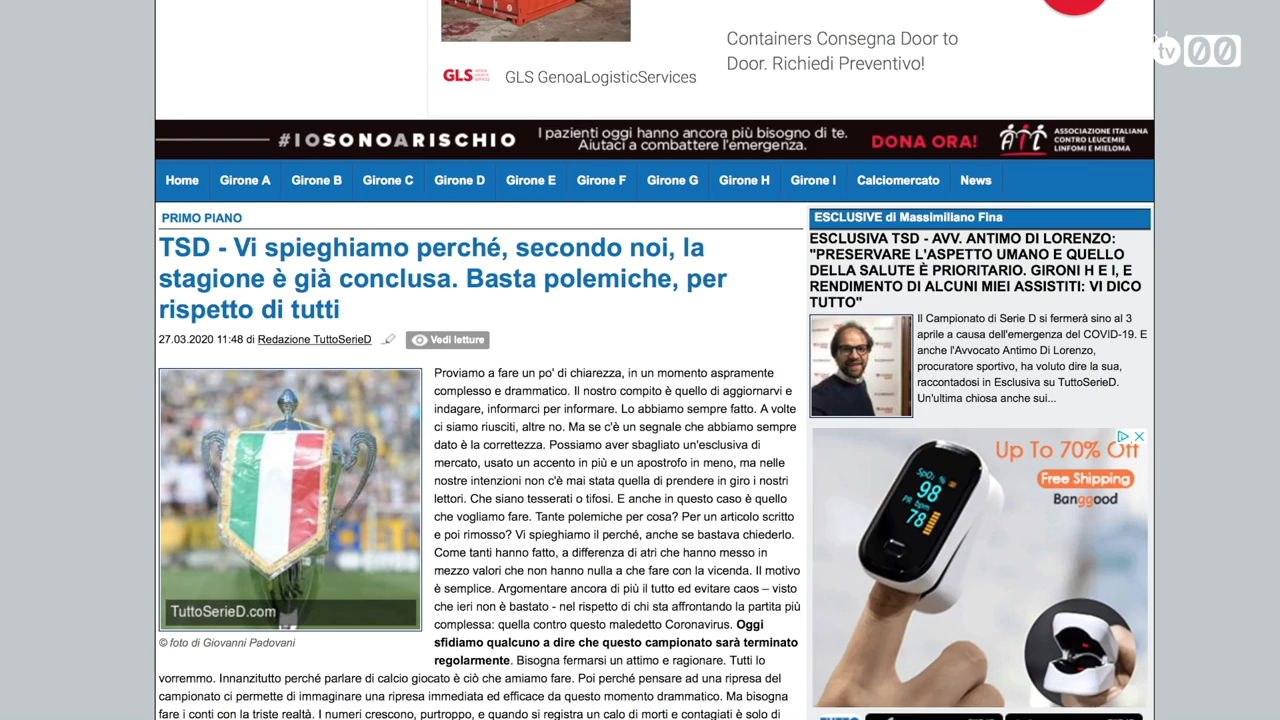 Containers Consegna Door to
Door. Richiedi Preventivo!
GLS GenoaLogisticServices
tv 00
#IOSONOARISCHIO
I pazienti oggi hanno ancora più bisogno di te.
Aiutaci a combattere l'emergenza.
DONA ORA!
AIL
ASSOCIAZIONE ITALIANA
CONTRO LEUCEMIE
LINFOMI E MIELOMA
Home Girone A Girone B Girone C Girone D Girone E Girone F Girone G Girone H Girone I Calciomercato News
PRIMO PIANO
TSD - Vi spieghiamo perché, secondo noi, la
stagione è già conclusa. Basta polemiche, per
rispetto di tutti
27.03.2020 11:48 di Redazione TuttoSerieD Vedi letture
TuttoSerieD.com
© foto di Giovanni Padovani
Proviamo a fare un po' di chiarezza, in un momento aspramente
complesso e drammatico. Il nostro compito è quello di aggiornarvi e
indagare, informarci per informare. Lo abbiamo sempre fatto. A volte
ci siamo riusciti, altre no. Ma se c'è un segnale che abbiamo sempre
dato è la correttezza. Possiamo aver sbagliato un'esclusiva di
mercato, usato un accento in più e un apostrofo in meno, ma nelle
nostre intenzioni non c'è mai stata quella di prendere in giro i nostri
lettori. Che siano tesserati o tifosi. E anche in questo caso è quello
che vogliamo fare. Tante polemiche per cosa? Per un articolo scritto
e poi rimosso? Vi spieghiamo il perché, anche se bastava chiederlo.
Come tanti hanno fatto, a differenza di atri che hanno messo in
mezzo valori che non hanno nulla a che fare con la vicenda. Il motivo
è semplice. Argomentare ancora di più il tutto ed evitare caos – visto
che ieri non è bastato - nel rispetto di chi sta affrontando la partita più
complessa: quella contro questo maledetto Coronavirus. Oggi
sfidiamo qualcuno a dire che questo campionato sarà terminato
regolarmente. Bisogna fermarsi un attimo e ragionare. Tutti lo
vorremmo. Innanzitutto perché parlare di calcio giocato è ciò che amiamo fare. Poi perché pensare ad una ripresa del
campionato ci permette di immaginare una ripresa immediata ed efficace da questo momento drammatico. Ma bisogna
fare i conti con la triste realtà. I numeri crescono, purtroppo, e quando si registra un calo di morti e contagiati è solo di
ESCLUSIVE di Massimiliano Fina
ESCLUSIVA TSD - AVV. ANTIMO DI LORENZO:
"PRESERVARE L'ASPETTO UMANO E QUELLO
DELLA SALUTE È PRIORITARIO. GIRONI H E I, E
RENDIMENTO DI ALCUNI MIEI ASSISTITI: VI DICO
TUTTO"
Il Campionato di Serie D si fermerà sino al 3
aprile a causa dell'emergenza del COVID-19. E
anche l'Avvocato Antimo Di Lorenzo,
procuratore sportivo, ha voluto dire la sua,
raccontadosi in Esclusiva su TuttoSerieD.
Un'ultima chiosa anche sui...
Up To 70% Off
Free Shipping
Banggood
SpO₂ %
98
PR bpm
78